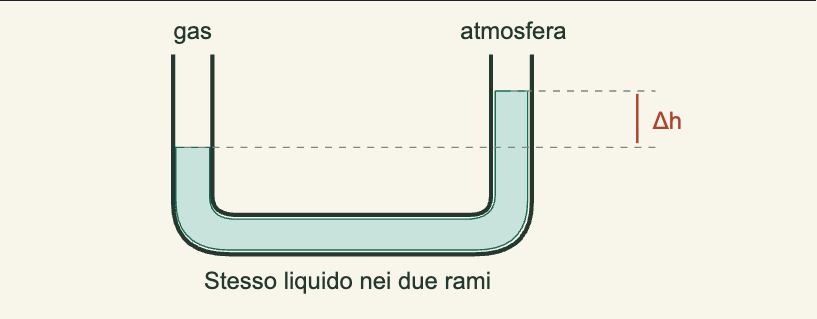 gas
atmosfera
Δh
Stesso liquido nei due rami